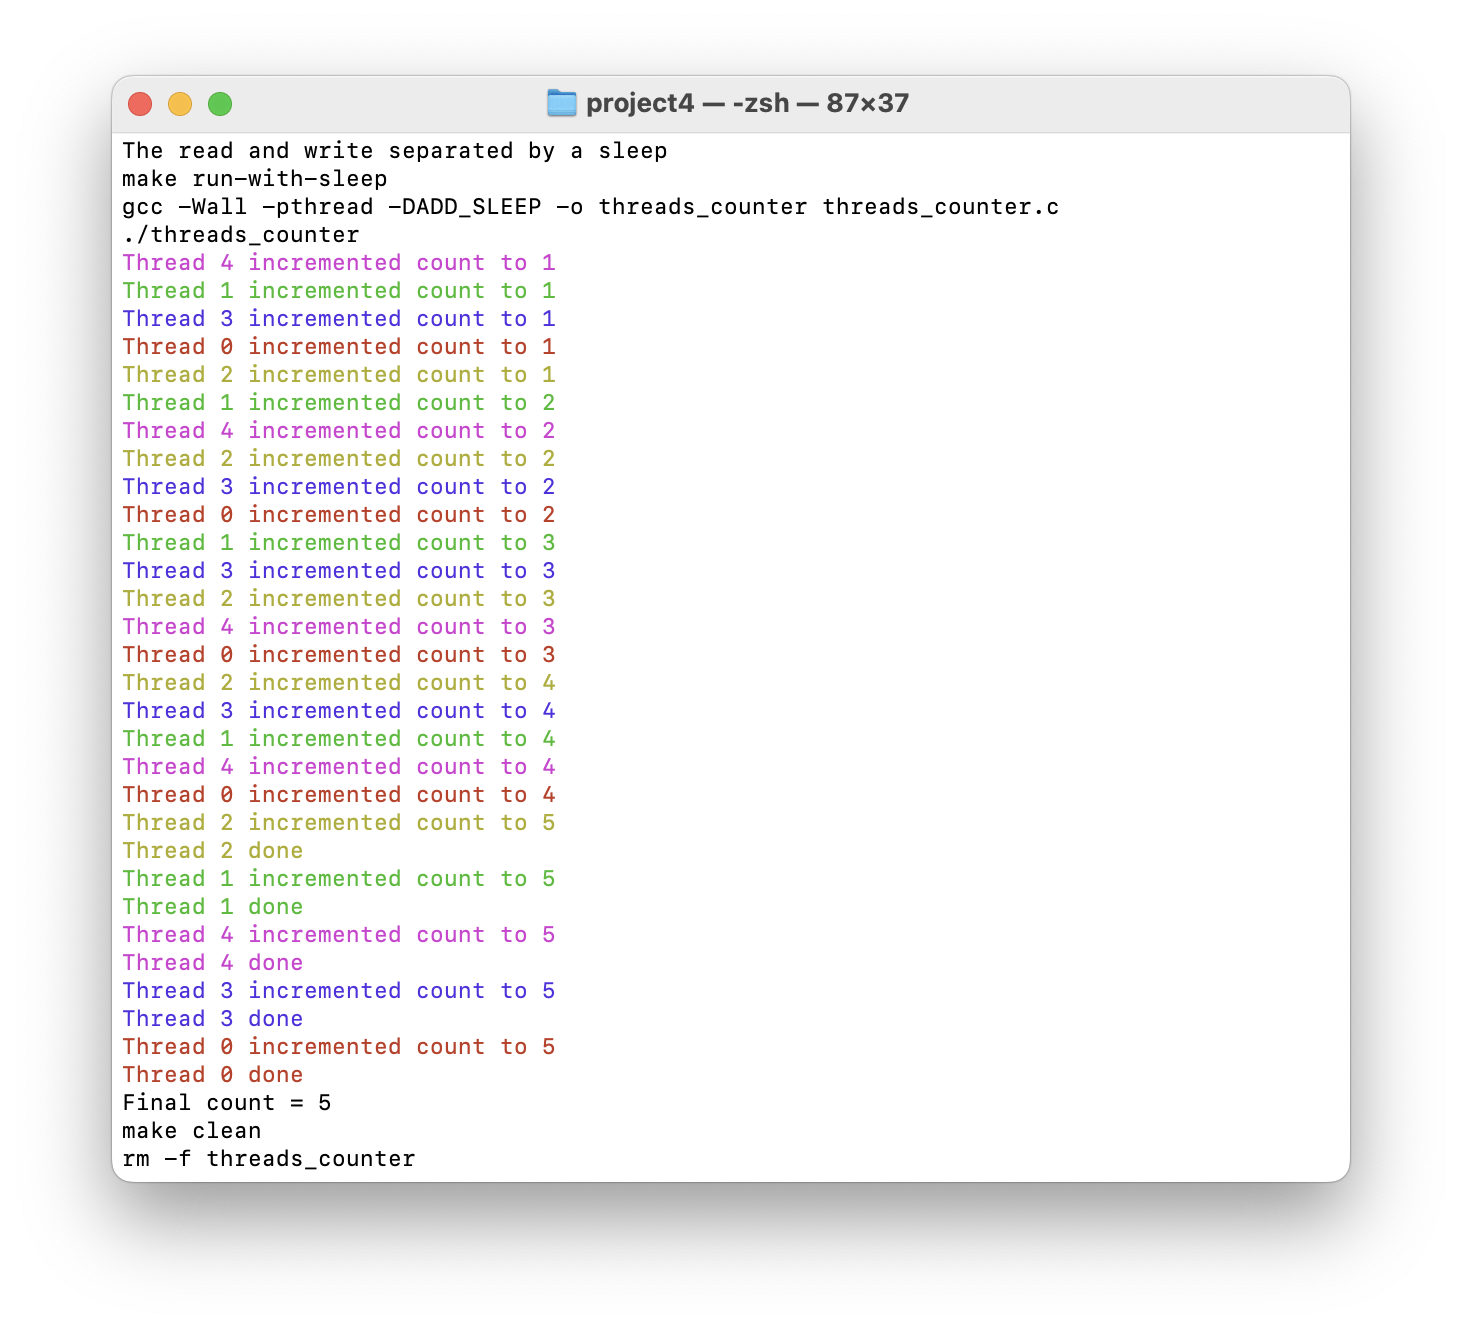 project4 — -zsh — 87×37
The read and write separated by a sleep
make run-with-sleep
gcc -Wall -pthread -DADD_SLEEP -o threads_counter threads_counter.c
./threads_counter
Thread 4 incremented count to 1
Thread 1 incremented count to 1
Thread 3 incremented count to 1
Thread 0 incremented count to 1
Thread 2 incremented count to 1
Thread 1 incremented count to 2
Thread 4 incremented count to 2
Thread 2 incremented count to 2
Thread 3 incremented count to 2
Thread 0 incremented count to 2
Thread 1 incremented count to 3
Thread 3 incremented count to 3
Thread 2 incremented count to 3
Thread 4 incremented count to 3
Thread 0 incremented count to 3
Thread 2 incremented count to 4
Thread 3 incremented count to 4
Thread 1 incremented count to 4
Thread 4 incremented count to 4
Thread 0 incremented count to 4
Thread 2 incremented count to 5
Thread 2 done
Thread 1 incremented count to 5
Thread 1 done
Thread 4 incremented count to 5
Thread 4 done
Thread 3 incremented count to 5
Thread 3 done
Thread 0 incremented count to 5
Thread 0 done
Final count = 5
make clean
rm -f threads_counter